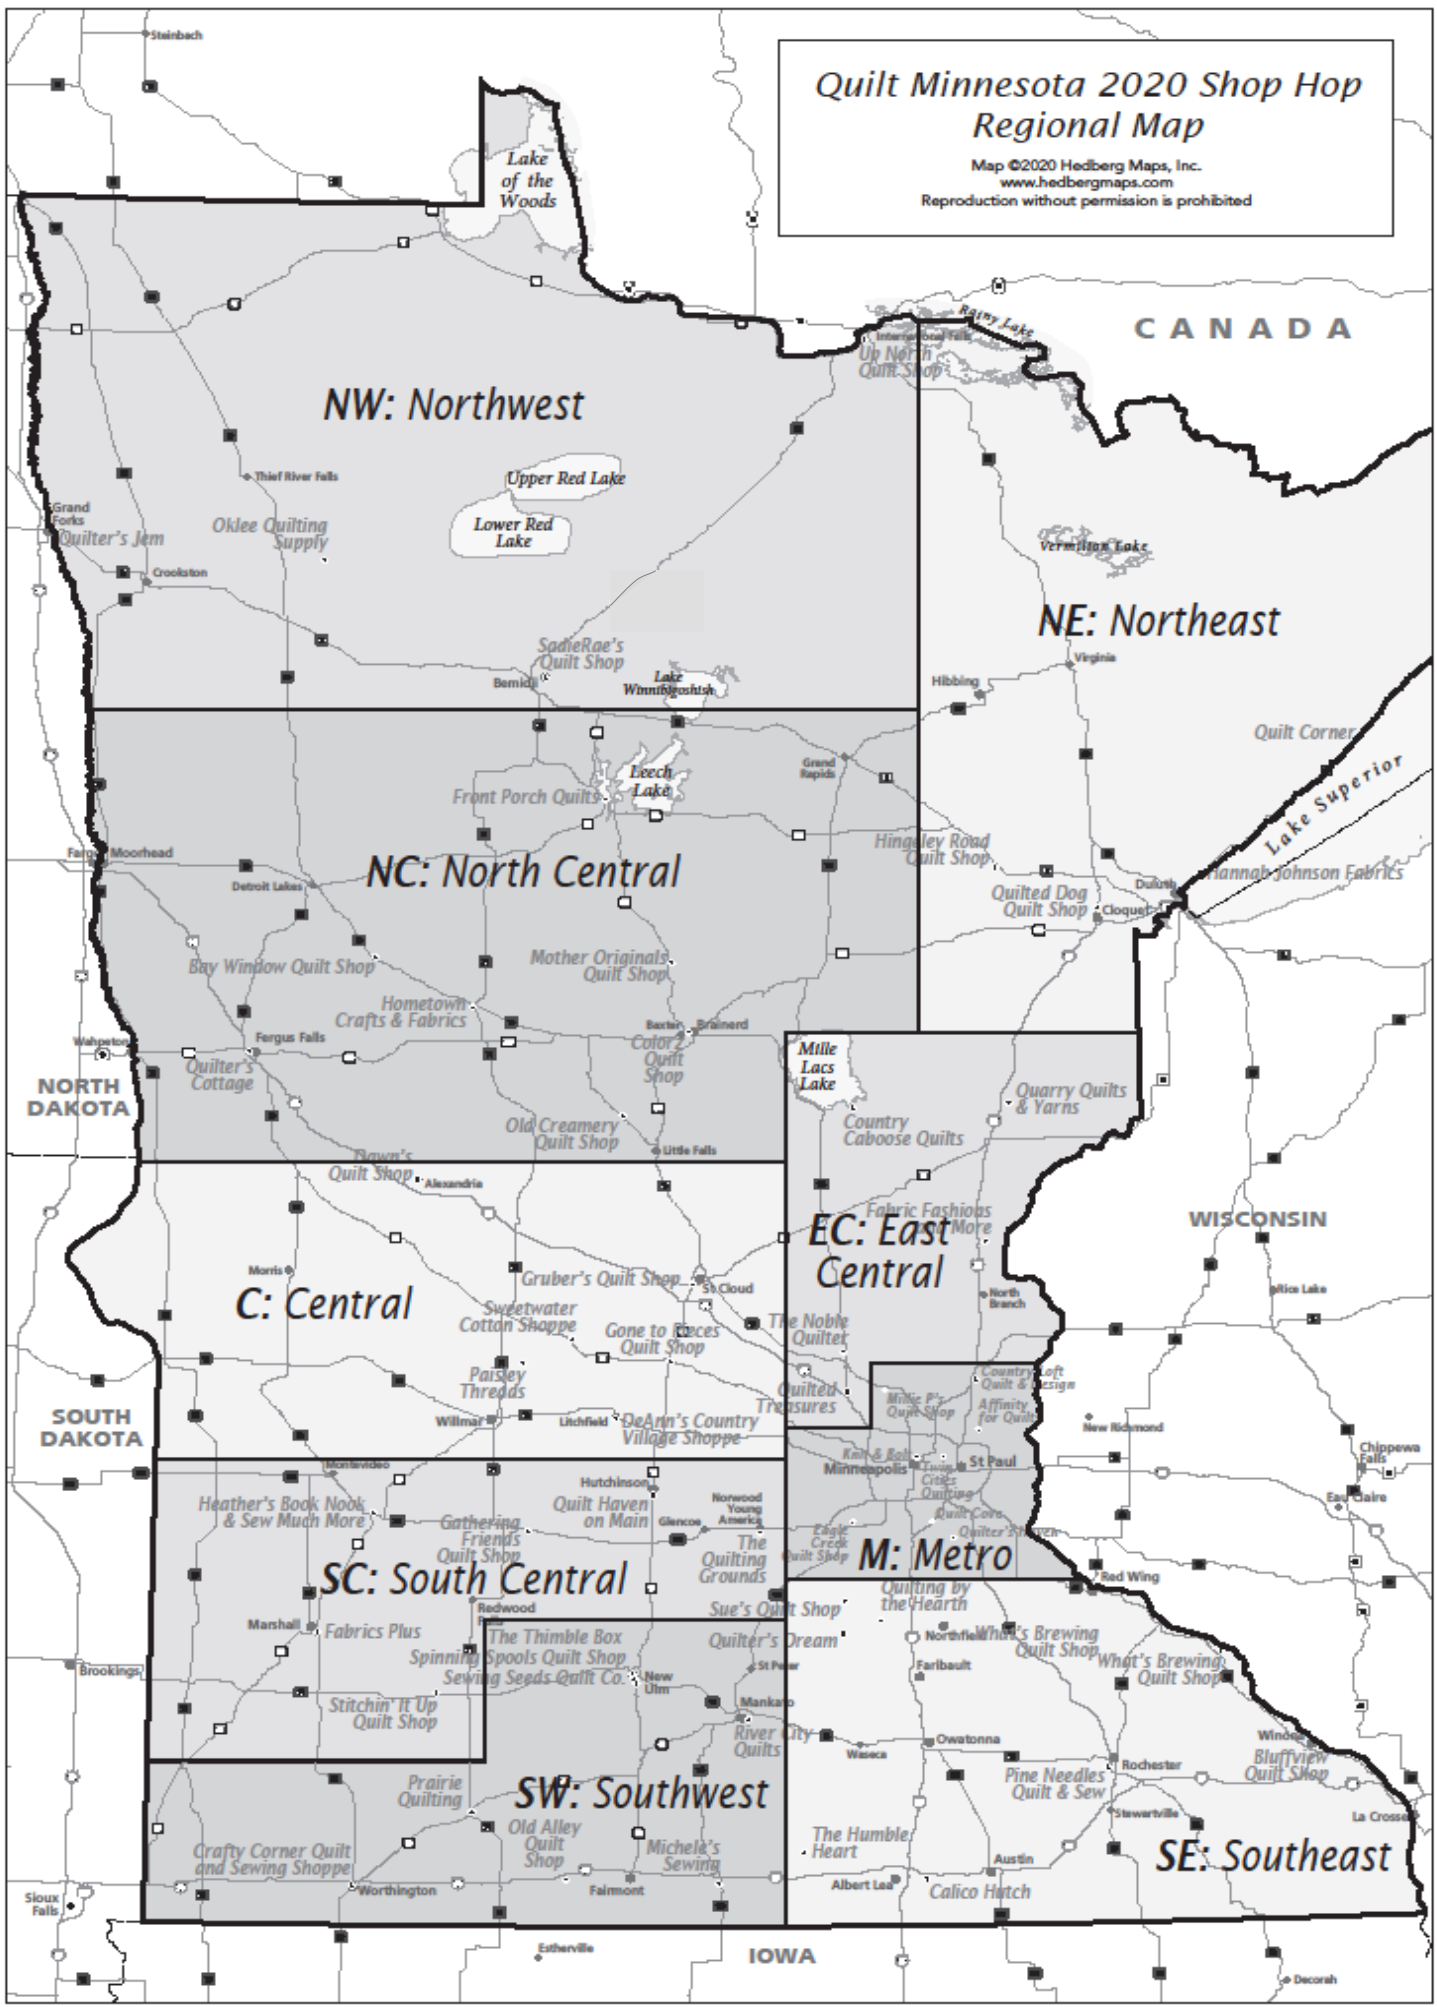 Steinbach
Quilt Minnesota 2020 Shop Hop
Regional Map
Map ©2020 Hedberg Maps, Inc.
www.hedbergmaps.com
Reproduction without permission is prohibited
Lake
of the
Woods
CANADA
Rainy Lake
International Falls
Up North
Quilt Shop
NW: Northwest
Thief River Falls
Upper Red Lake
Lower Red
Lake
Grand
Forks
Quilter's Jem
Oklee Quilting
Supply
Crookston
Vermilion Lake
NE: Northeast
SadieRae's
Quilt Shop
Bemidji
Lake
Winnibigoshish
Virginia
Hibbing
Quilt Corner
Leech
Lake
Front Porch Quilts
Grand
Rapids
Lake Superior
Fargo
Moorhead
Detroit Lakes
NC: North Central
Hingeley Road
Quilt Shop
Duluth
Hannah Johnson Fabrics
Quilted Dog
Quilt Shop
Cloquet
Bay Window Quilt Shop
Mother Originals
Quilt Shop
Hometown
Crafts & Fabrics
Baxter
Brainerd
Colorz
Quilt
Shop
Wahpeton
Fergus Falls
Quilter's
Cottage
Mille
Lacs
Lake
NORTH
DAKOTA
Quarry Quilts
& Yarns
Country
Caboose Quilts
Old Creamery
Quilt Shop
Little Falls
Dawn's
Quilt Shop
Alexandria
Fabric Fashions
and More
EC: East
Central
WISCONSIN
Morris
Gruber's Quilt Shop
St Cloud
North
Branch
Rice Lake
C: Central
Sweetwater
Cotton Shoppe
Gone to Pieces
Quilt Shop
The Noble
Quilter
Paisley
Threads
Quilted
Treasures
Country Loft
Quilt & Design
Millie P's
Quilt Shop
Affinity
for Quilts
SOUTH
DAKOTA
Willmar
Litchfield
DeAnn's Country
Village Shoppe
New Richmond
Chippewa
Falls
Montevideo
Knit & Bolt
Minneapolis
Twin
Cities
Quilting
St Paul
Hutchinson
Eau Claire
Heather's Book Nook
& Sew Much More
Quilt Haven
on Main
Norwood
Young
America
Gathering
Friends
Quilt Shop
Glencoe
The
Quilting
Grounds
Eagle
Creek
Quilt Shop
Quilt Cove
Quilter's Haven
M: Metro
SC: South Central
Red Wing
Quilting by
the Hearth
Redwood
Falls
Sue's Quilt Shop
Marshall
Fabrics Plus
The Thimble Box
Spinning Spools Quilt Shop
Sewing Seeds Quilt Co.
Quilter's Dream
Northfield
What's Brewing
Quilt Shop
Brookings
New
Ulm
St Peter
Faribault
What's Brewing
Quilt Shop
Stitchin' It Up
Quilt Shop
Mankato
River City
Quilts
Waseca
Owatonna
Winona
Bluffview
Quilt Shop
Prairie
Quilting
SW: Southwest
Rochester
Pine Needles
Quilt & Sew
Old Alley
Quilt
Shop
Stewartville
La Crosse
Crafty Corner Quilt
and Sewing Shoppe
Michele's
Sewing
The Humble
Heart
SE: Southeast
Worthington
Fairmont
Albert Lea
Austin
Calico Hutch
Sioux
Falls
Estherville
IOWA
Decorah